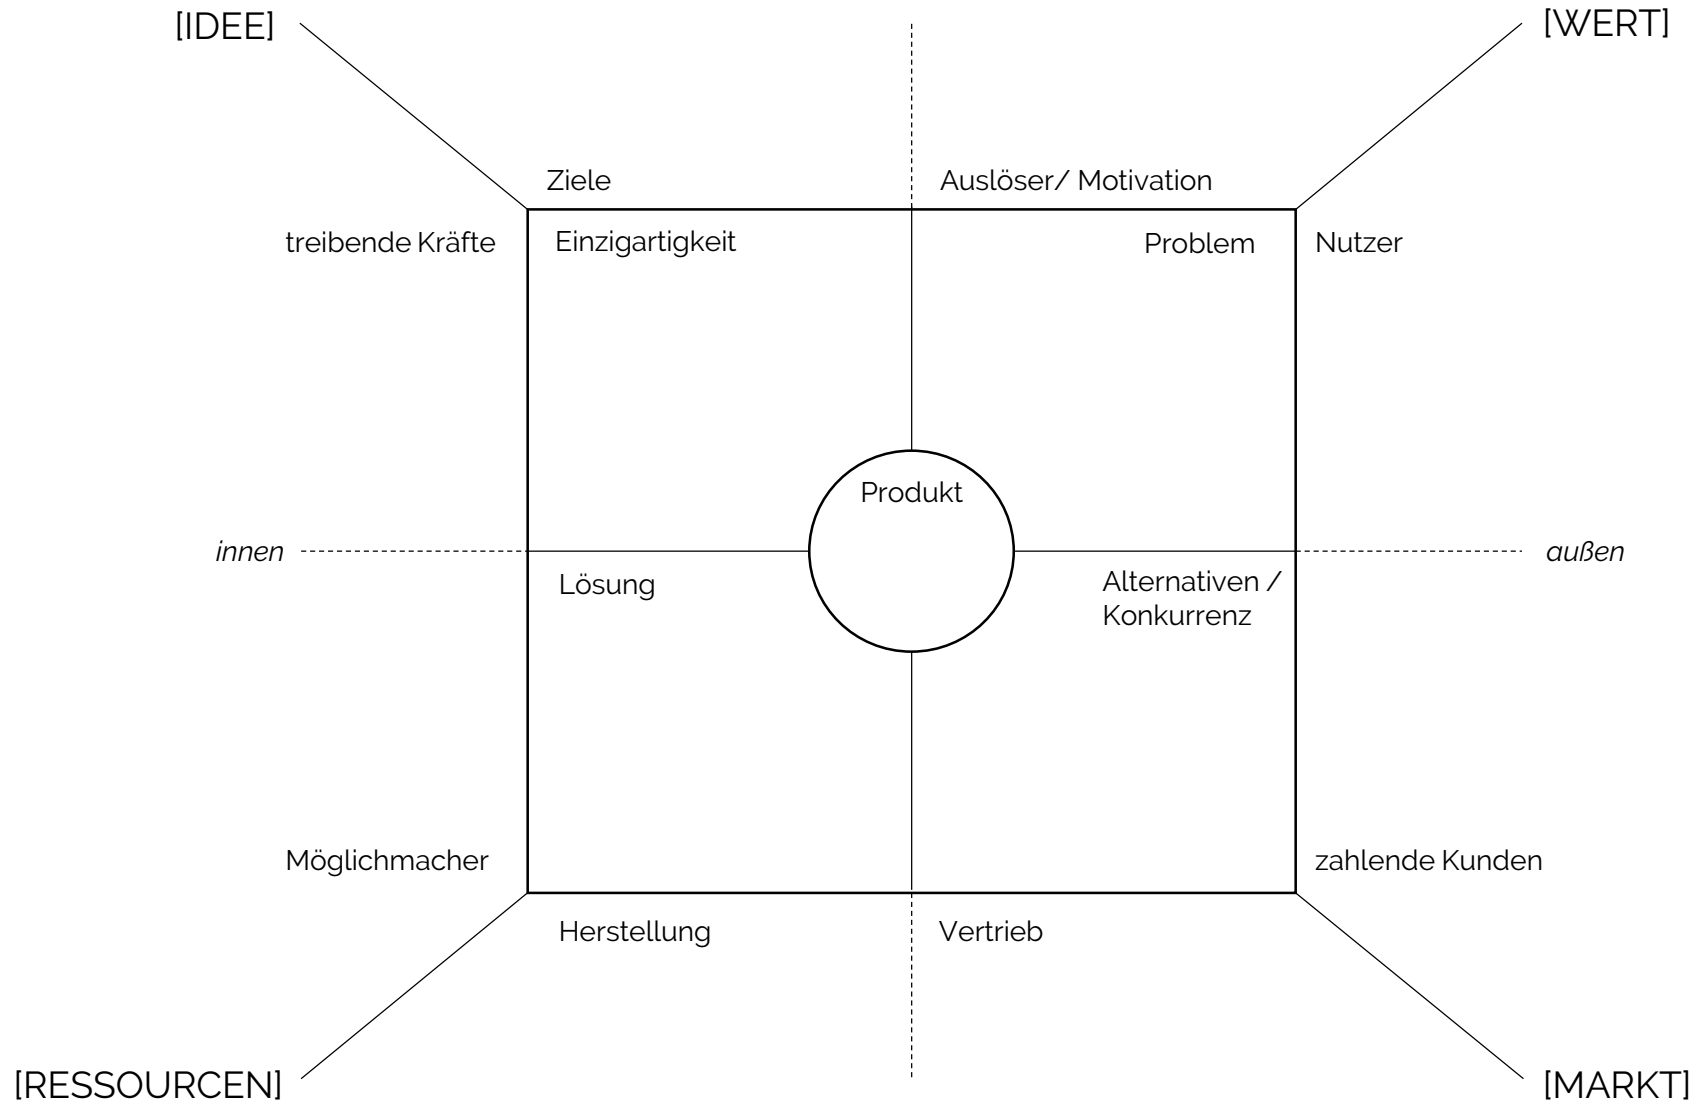 [IDEE]
[WERT]
Ziele
Auslöser/ Motivation
treibende Kräfte
Einzigartigkeit
Problem
Nutzer
Produkt
innen
außen
Lösung
Alternativen /
Konkurrenz
Möglichmacher
zahlende Kunden
Herstellung
Vertrieb
[RESSOURCEN]
[MARKT]